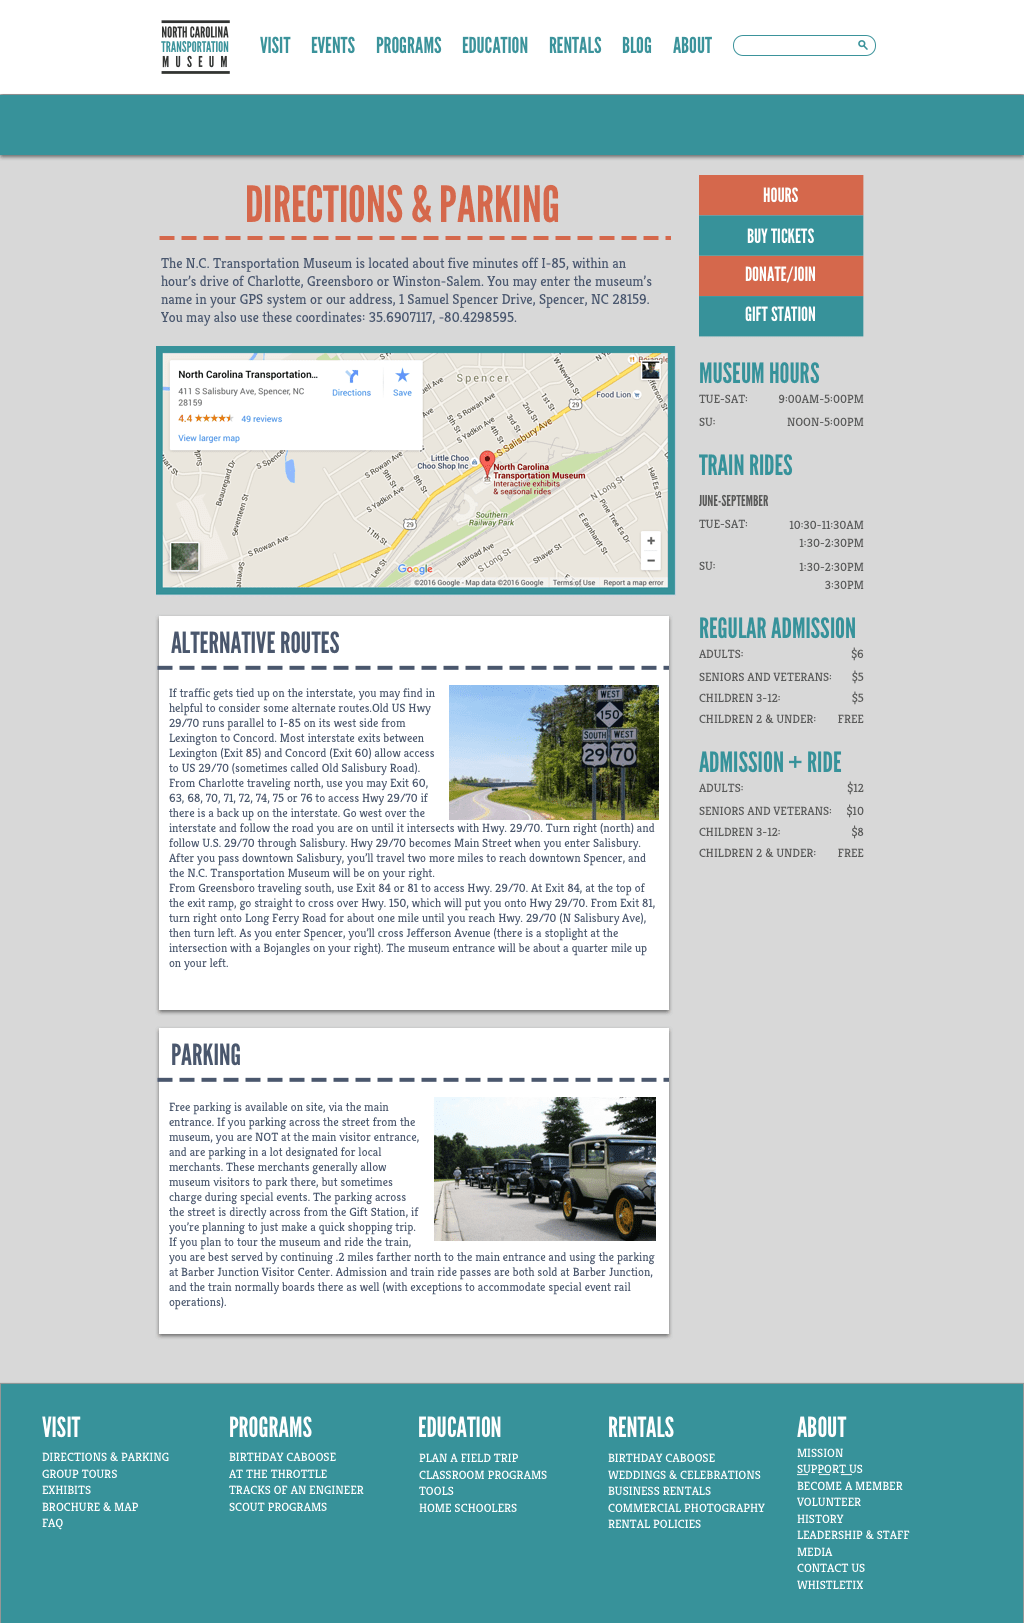 NORTH CAROLINA
TRANSPORTATION
MUSEUM
VISIT EVENTS PROGRAMS EDUCATION RENTALS BLOG ABOUT
DIRECTIONS & PARKING
The N.C. Transportation Museum is located about five minutes off I-85, within an
hour's drive of Charlotte, Greensboro or Winston-Salem. You may enter the museum's
name in your GPS system or our address, 1 Samuel Spencer Drive, Spencer, NC 28159.
You may also use these coordinates: 35.6907117, -80.4298595.
North Carolina Transportation...
411 S Salisbury Ave, Spencer, NC
28159
4.4 49 reviews
View larger map
Directions
Save
Spencer
W Newton St
Food Lion
S Yadkin Ave
S Rowan Ave
S Salisbury Ave
29
Little Choo
Choo Shop Inc
North Carolina
Transportation Museum
Interactive exhibits
& seasonal rides
Beauregard Dr
Seventeen St
S Rowan Ave
S Rowan Ave
S Yadkin Ave
11th St
29
Lee St
Southern
Railway Park
Railroad Ave
S Long St
N Long St
Shaver St
E Earnhardt St
Pine Tree Es Dr
Hall Es St
Google
©2016 Google - Map data ©2016 Google Terms of Use Report a map error
ALTERNATIVE ROUTES
If traffic gets tied up on the interstate, you may find in
helpful to consider some alternate routes.Old US Hwy
29/70 runs parallel to I-85 on its west side from
Lexington to Concord. Most interstate exits between
Lexington (Exit 85) and Concord (Exit 60) allow access
to US 29/70 (sometimes called Old Salisbury Road).
From Charlotte traveling north, use you may Exit 60,
63, 68, 70, 71, 72, 74, 75 or 76 to access Hwy 29/70 if
there is a back up on the interstate. Go west over the
interstate and follow the road you are on until it intersects with Hwy. 29/70. Turn right (north) and
follow U.S. 29/70 through Salisbury. Hwy 29/70 becomes Main Street when you enter Salisbury.
After you pass downtown Salisbury, you'll travel two more miles to reach downtown Spencer, and
the N.C. Transportation Museum will be on your right.
From Greensboro traveling south, use Exit 84 or 81 to access Hwy. 29/70. At Exit 84, at the top of
the exit ramp, go straight to cross over Hwy. 150, which will put you onto Hwy 29/70. From Exit 81,
turn right onto Long Ferry Road for about one mile until you reach Hwy. 29/70 (N Salisbury Ave),
then turn left. As you enter Spencer, you'll cross Jefferson Avenue (there is a stoplight at the
intersection with a Bojangles on your right). The museum entrance will be about a quarter mile up
on your left.
WEST
150
SOUTH WEST
29 70
PARKING
Free parking is available on site, via the main
entrance. If you parking across the street from the
museum, you are NOT at the main visitor entrance,
and are parking in a lot designated for local
merchants. These merchants generally allow
museum visitors to park there, but sometimes
charge during special events. The parking across
the street is directly across from the Gift Station, if
you're planning to just make a quick shopping trip.
If you plan to tour the museum and ride the train,
you are best served by continuing .2 miles farther north to the main entrance and using the parking
at Barber Junction Visitor Center. Admission and train ride passes are both sold at Barber Junction,
and the train normally boards there as well (with exceptions to accommodate special event rail
operations).
HOURS
BUY TICKETS
DONATE/JOIN
GIFT STATION
MUSEUM HOURS
TUE-SAT: 9:00AM-5:00PM
SU: NOON-5:00PM
TRAIN RIDES
JUNE-SEPTEMBER
TUE-SAT: 10:30-11:30AM
1:30-2:30PM
SU: 1:30-2:30PM
3:30PM
REGULAR ADMISSION
ADULTS: $6
SENIORS AND VETERANS: $5
CHILDREN 3-12: $5
CHILDREN 2 & UNDER: FREE
ADMISSION + RIDE
ADULTS: $12
SENIORS AND VETERANS: $10
CHILDREN 3-12: $8
CHILDREN 2 & UNDER: FREE
VISIT
DIRECTIONS & PARKING
GROUP TOURS
EXHIBITS
BROCHURE & MAP
FAQ
PROGRAMS
BIRTHDAY CABOOSE
AT THE THROTTLE
TRACKS OF AN ENGINEER
SCOUT PROGRAMS
EDUCATION
PLAN A FIELD TRIP
CLASSROOM PROGRAMS
TOOLS
HOME SCHOOLERS
RENTALS
BIRTHDAY CABOOSE
WEDDINGS & CELEBRATIONS
BUSINESS RENTALS
COMMERCIAL PHOTOGRAPHY
RENTAL POLICIES
ABOUT
MISSION
SUPPORT US
BECOME A MEMBER
VOLUNTEER
HISTORY
LEADERSHIP & STAFF
MEDIA
CONTACT US
WHISTLETIX